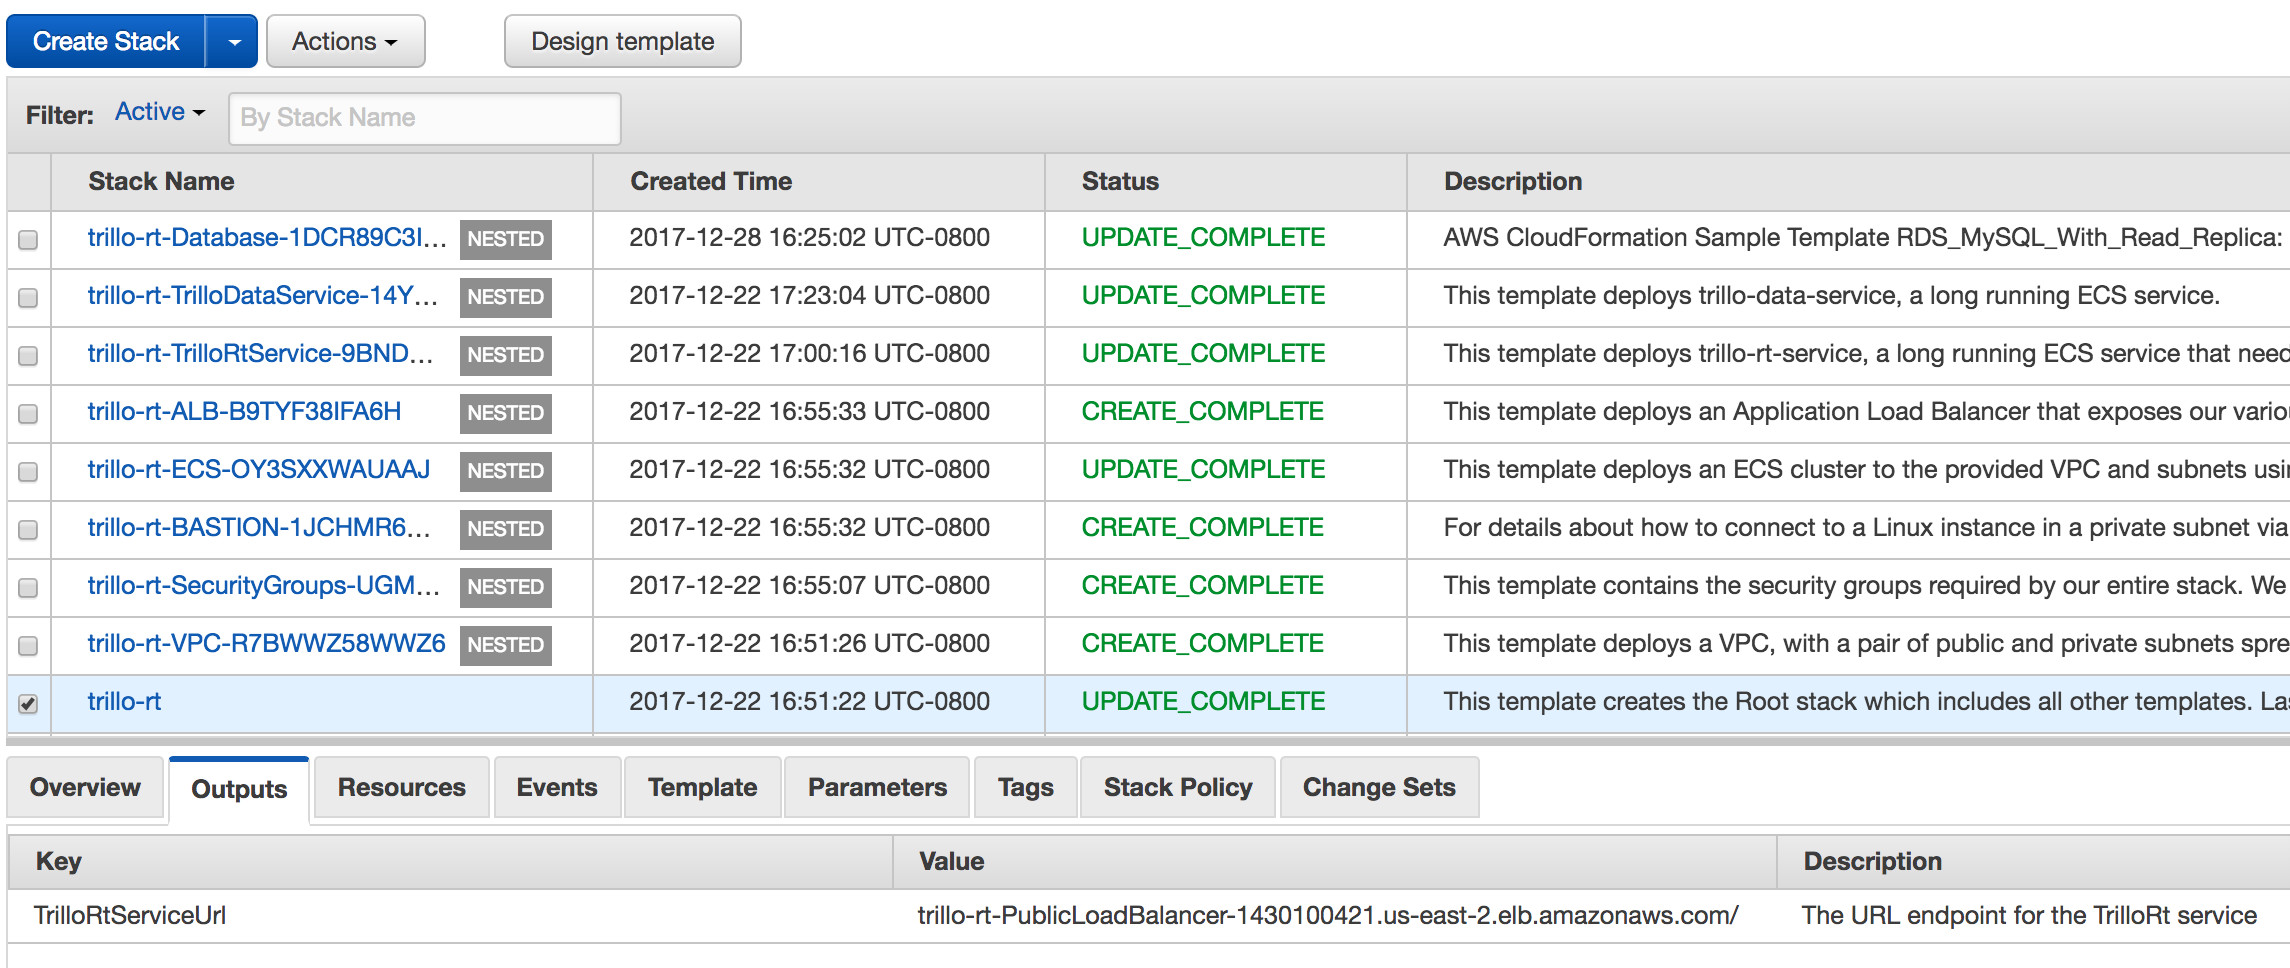 Create Stack Actions Design template
Filter: Active By Stack Name
Stack Name Created Time Status Description
trillo-rt-Database-1DCR89C3I... NESTED 2017-12-28 16:25:02 UTC-0800 UPDATE_COMPLETE AWS CloudFormation Sample Template RDS_MySQL_With_Read_Replica:
trillo-rt-TrilloDataService-14Y... NESTED 2017-12-22 17:23:04 UTC-0800 UPDATE_COMPLETE This template deploys trillo-data-service, a long running ECS service.
trillo-rt-TrilloRtService-9BND... NESTED 2017-12-22 17:00:16 UTC-0800 UPDATE_COMPLETE This template deploys trillo-rt-service, a long running ECS service that need
trillo-rt-ALB-B9TYF38IFA6H NESTED 2017-12-22 16:55:33 UTC-0800 CREATE_COMPLETE This template deploys an Application Load Balancer that exposes our vario
trillo-rt-ECS-OY3SXXWAUAAJ NESTED 2017-12-22 16:55:32 UTC-0800 UPDATE_COMPLETE This template deploys an ECS cluster to the provided VPC and subnets usin
trillo-rt-BASTION-1JCHMR6... NESTED 2017-12-22 16:55:32 UTC-0800 CREATE_COMPLETE For details about how to connect to a Linux instance in a private subnet via
trillo-rt-SecurityGroups-UGM... NESTED 2017-12-22 16:55:07 UTC-0800 CREATE_COMPLETE This template contains the security groups required by our entire stack. We
trillo-rt-VPC-R7BWWZ58WWZ6 NESTED 2017-12-22 16:51:26 UTC-0800 CREATE_COMPLETE This template deploys a VPC, with a pair of public and private subnets spre
trillo-rt 2017-12-22 16:51:22 UTC-0800 UPDATE_COMPLETE This template creates the Root stack which includes all other templates. Las
Overview Outputs Resources Events Template Parameters Tags Stack Policy Change Sets
Key Value Description
TrilloRtServiceUrl trillo-rt-PublicLoadBalancer-1430100421.us-east-2.elb.amazonaws.com/ The URL endpoint for the TrilloRt service